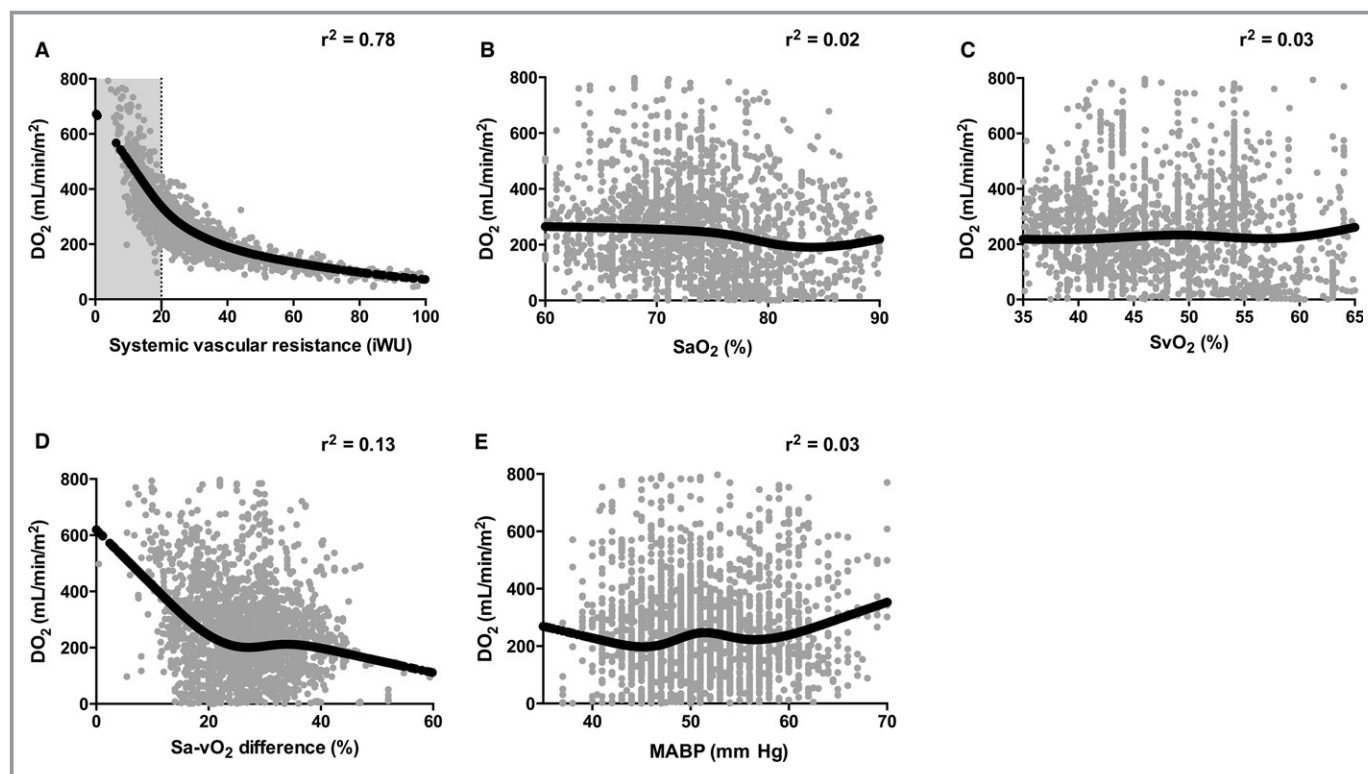 A
r² = 0.78
DO₂ (mL/min/m²)
800
600
400
200
0
0 20 40 60 80 100
Systemic vascular resistance (iWU)
B
r² = 0.02
DO₂ (mL/min/m²)
800
600
400
200
0
60 70 80 90
SaO₂ (%)
C
r² = 0.03
DO₂ (mL/min/m²)
800
600
400
200
0
35 40 45 50 55 60 65
SvO₂ (%)
D
r² = 0.13
DO₂ (mL/min/m²)
800
600
400
200
0
0 20 40 60
Sa-vO₂ difference (%)
E
r² = 0.03
DO₂ (mL/min/m²)
800
600
400
200
0
40 50 60 70
MABP (mm Hg)